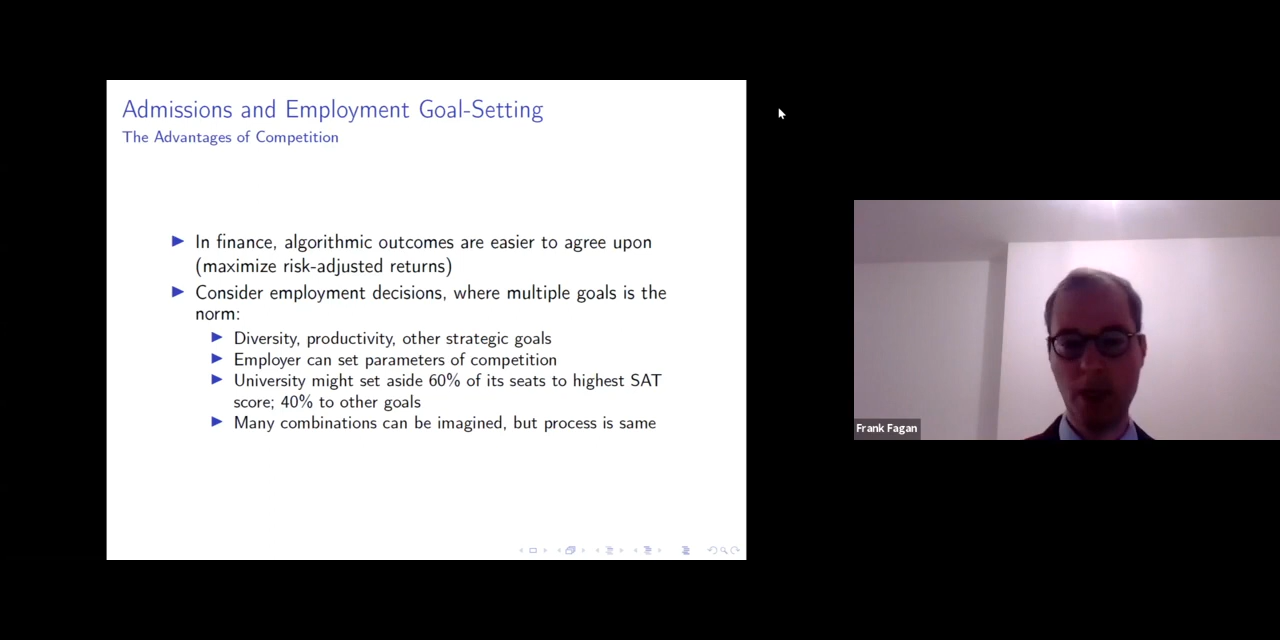 Admissions and Employment Goal-Setting
The Advantages of Competition
In finance, algorithmic outcomes are easier to agree upon
(maximize risk-adjusted returns)
Consider employment decisions, where multiple goals is the
norm:
Diversity, productivity, other strategic goals
Employer can set parameters of competition
University might set aside 60% of its seats to highest SAT
score; 40% to other goals
Many combinations can be imagined, but process is same
Frank Fagan